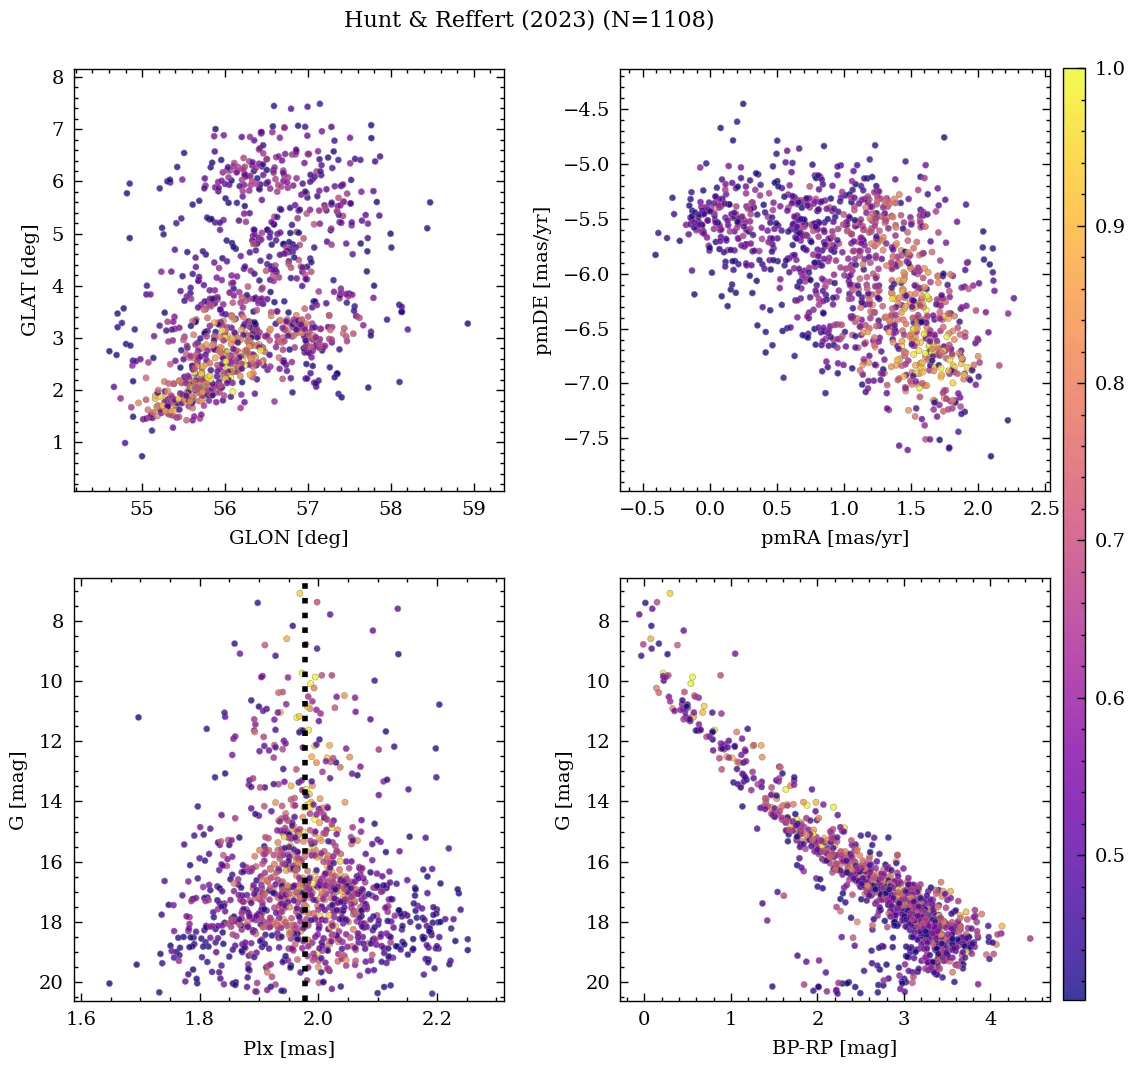 Hunt & Reffert (2023) (N=1108)
8
7
6
5
4
3
2
1
GLAT [deg]
55 56 57 58 59
GLON [deg]
−4.5
−5.0
−5.5
−6.0
−6.5
−7.0
−7.5
pmDE [mas/yr]
−0.5 0.0 0.5 1.0 1.5 2.0 2.5
pmRA [mas/yr]
1.0
0.9
0.8
0.7
0.6
0.5
8
10
12
14
16
18
20
G [mag]
1.6 1.8 2.0 2.2
Plx [mas]
8
10
12
14
16
18
20
G [mag]
0 1 2 3 4
BP-RP [mag]